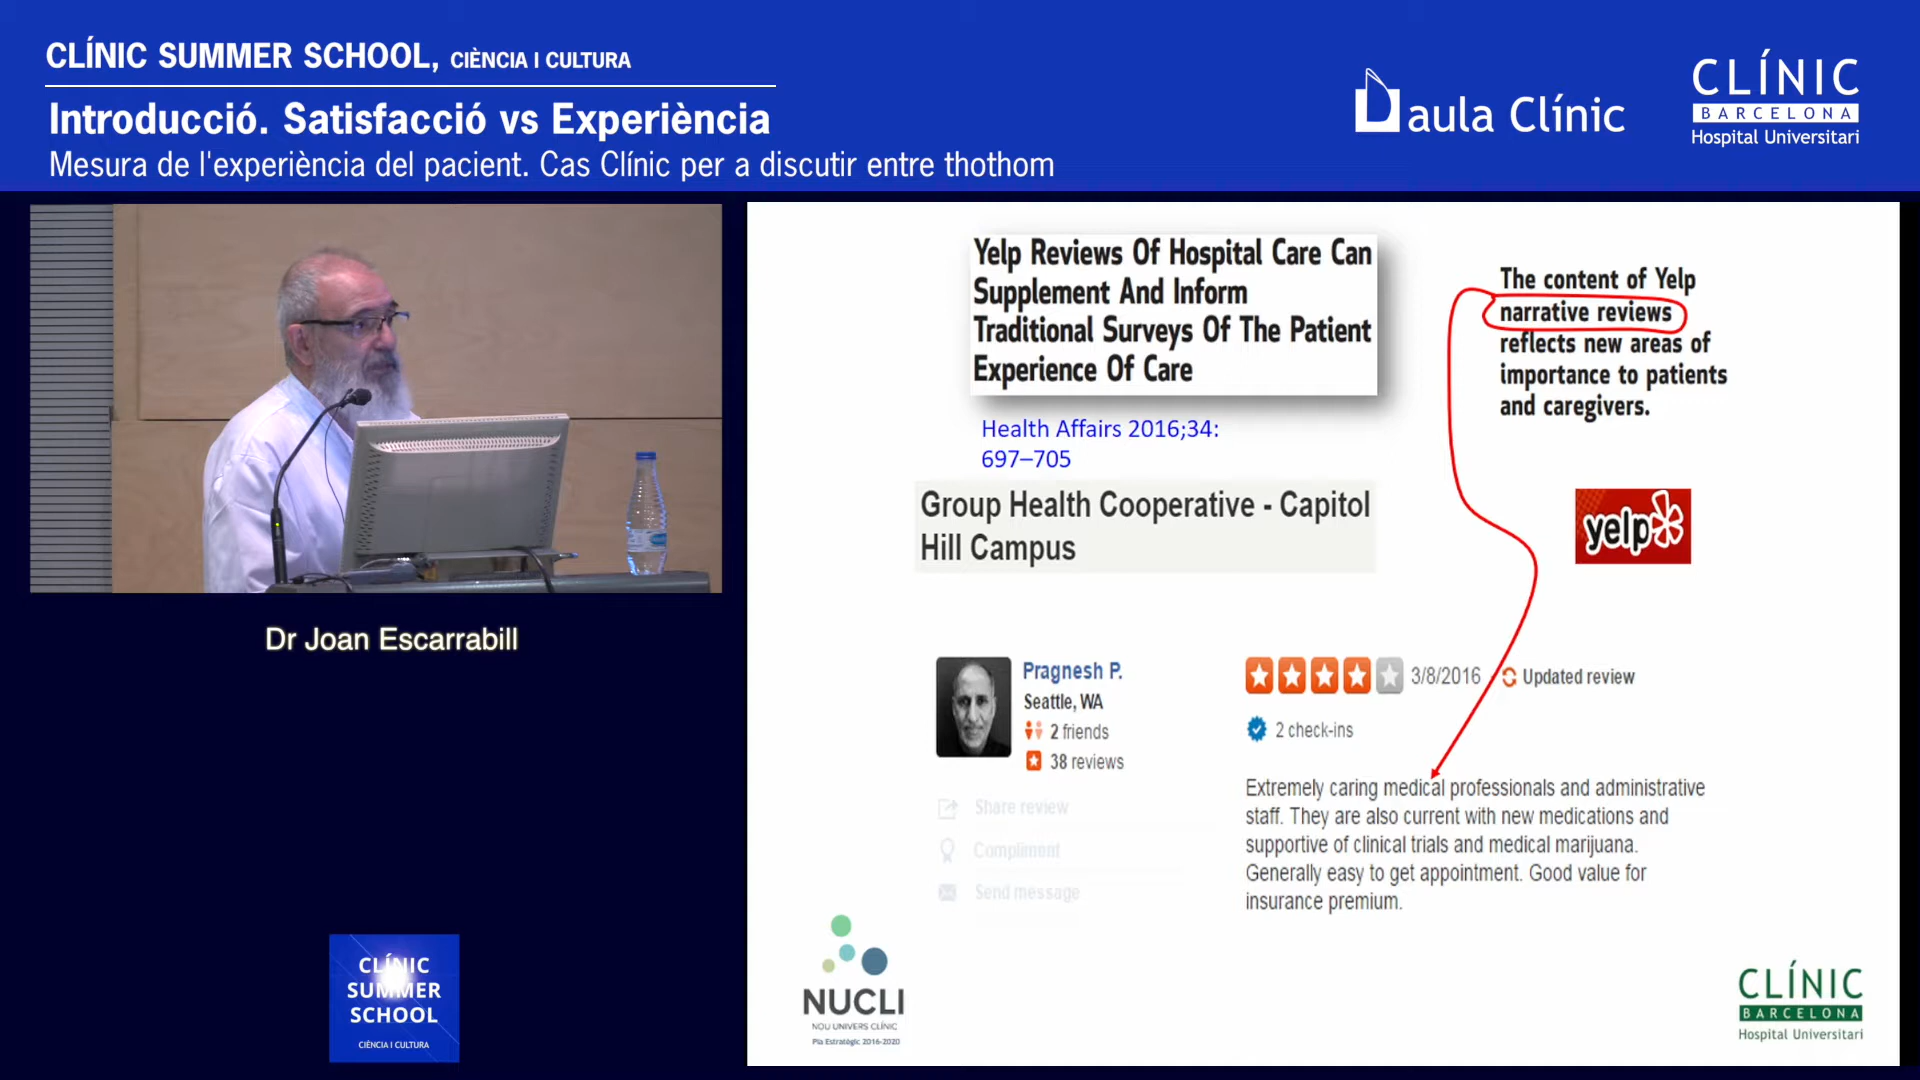 CLÍNIC SUMMER SCHOOL, CIÈNCIA I CULTURA
Introducció. Satisfacció vs Experiència
Mesura de l'experiència del pacient. Cas Clínic per a discutir entre thothom
aula Clínic
CLÍNIC
BARCELONA
Hospital Universitari
Dr Joan Escarrabill
CLÍNIC
SUMMER
SCHOOL
CIÈNCIA I CULTURA
Yelp Reviews Of Hospital Care Can
Supplement And Inform
Traditional Surveys Of The Patient
Experience Of Care
Health Affairs 2016;34:
697–705
The content of Yelp
narrative reviews
reflects new areas of
importance to patients
and caregivers.
Group Health Cooperative - Capitol
Hill Campus
yelp
Pragnesh P.
Seattle, WA
2 friends
38 reviews
Share review
Compliment
Send message
3/8/2016
Updated review
2 check-ins
Extremely caring medical professionals and administrative
staff. They are also current with new medications and
supportive of clinical trials and medical marijuana.
Generally easy to get appointment. Good value for
insurance premium.
NUCLI
NOU UNIVERS CLÍNIC
Pla Estratègic 2016-2020
CLÍNIC
BARCELONA
Hospital Universitari